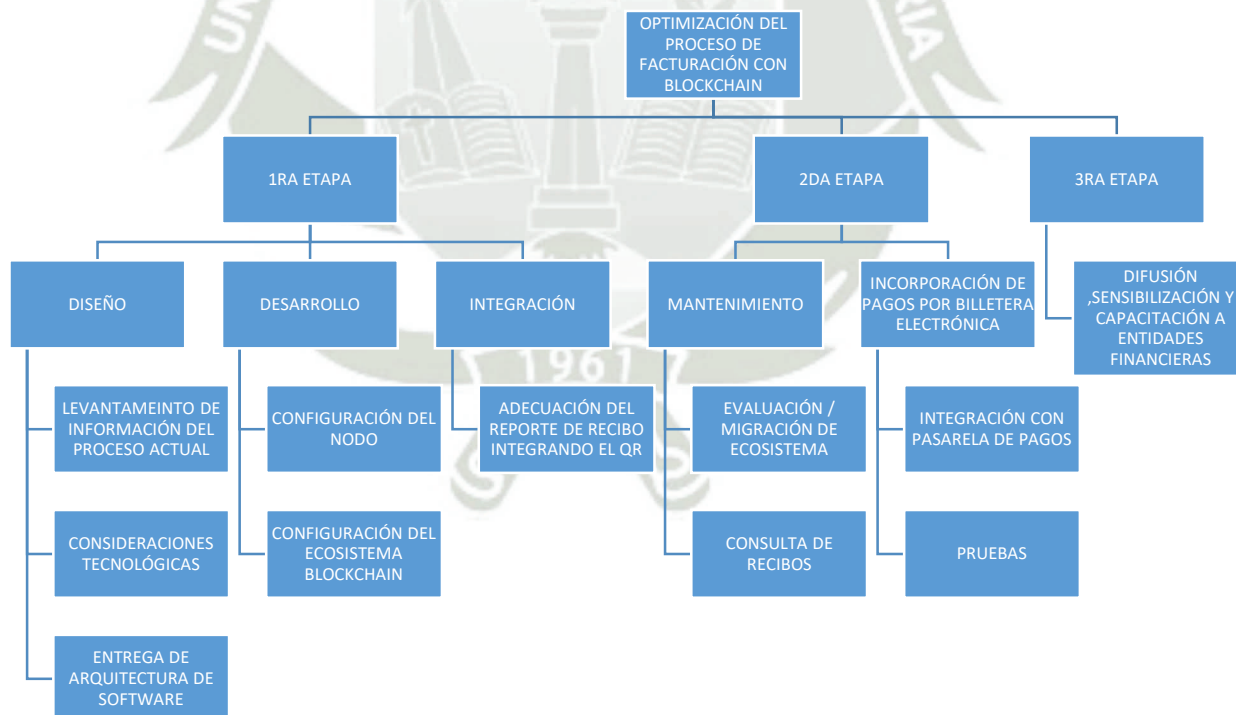 OPTIMIZACIÓN DEL
PROCESO DE
FACTURACIÓN CON
BLOCKCHAIN
1RA ETAPA
2DA ETAPA
3RA ETAPA
DISEÑO
DESARROLLO
INTEGRACIÓN
MANTENIMIENTO
INCORPORACIÓN DE
PAGOS POR BILLETERA
ELECTRÓNICA
DIFUSIÓN
,SENSIBILIZACIÓN Y
CAPACITACIÓN A
ENTIDADES
FINANCIERAS
1961
LEVANTAMEINTO DE
INFORMACIÓN DEL
PROCESO ACTUAL
CONFIGURACIÓN DEL
NODO
ADECUACIÓN DEL
REPORTE DE RECIBO
INTEGRANDO EL QR
EVALUACIÓN /
MIGRACIÓN DE
ECOSISTEMA
INTEGRACIÓN CON
PASARELA DE PAGOS
CONSIDERACIONES
TECNOLÓGICAS
CONFIGURACIÓN DEL
ECOSISTEMA
BLOCKCHAIN
CONSULTA DE
RECIBOS
PRUEBAS
ENTREGA DE
ARQUITECTURA DE
SOFTWARE